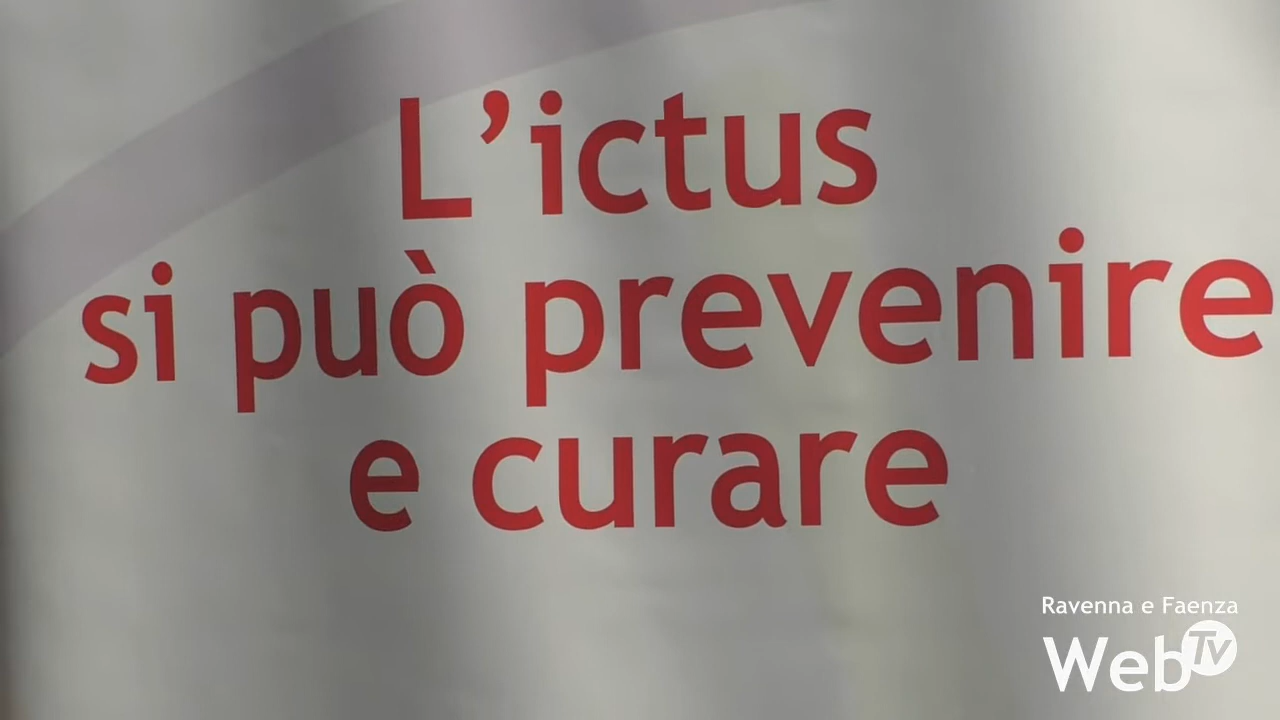 L'ictus
si può prevenire
e curare
Ravenna e Faenza
WebTv